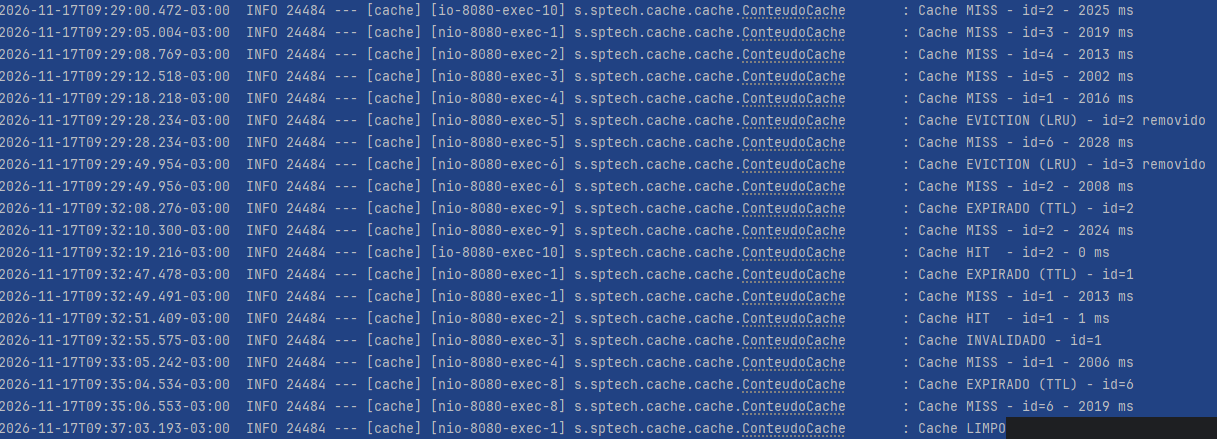 2026-11-17T09:29:00.472-03:00  INFO 24484 --- [cache] [io-8080-exec-10] s.sptech.cache.cache.ConteudoCache       : Cache MISS - id=2 - 2025 ms
2026-11-17T09:29:05.004-03:00  INFO 24484 --- [cache] [nio-8080-exec-1] s.sptech.cache.cache.ConteudoCache       : Cache MISS - id=3 - 2019 ms
2026-11-17T09:29:08.769-03:00  INFO 24484 --- [cache] [nio-8080-exec-2] s.sptech.cache.cache.ConteudoCache       : Cache MISS - id=4 - 2013 ms
2026-11-17T09:29:12.518-03:00  INFO 24484 --- [cache] [nio-8080-exec-3] s.sptech.cache.cache.ConteudoCache       : Cache MISS - id=5 - 2002 ms
2026-11-17T09:29:18.218-03:00  INFO 24484 --- [cache] [nio-8080-exec-4] s.sptech.cache.cache.ConteudoCache       : Cache MISS - id=1 - 2016 ms
2026-11-17T09:29:28.234-03:00  INFO 24484 --- [cache] [nio-8080-exec-5] s.sptech.cache.cache.ConteudoCache       : Cache EVICTION (LRU) - id=2 removido
2026-11-17T09:29:28.234-03:00  INFO 24484 --- [cache] [nio-8080-exec-5] s.sptech.cache.cache.ConteudoCache       : Cache MISS - id=6 - 2028 ms
2026-11-17T09:29:49.954-03:00  INFO 24484 --- [cache] [nio-8080-exec-6] s.sptech.cache.cache.ConteudoCache       : Cache EVICTION (LRU) - id=3 removido
2026-11-17T09:29:49.956-03:00  INFO 24484 --- [cache] [nio-8080-exec-6] s.sptech.cache.cache.ConteudoCache       : Cache MISS - id=2 - 2008 ms
2026-11-17T09:32:08.276-03:00  INFO 24484 --- [cache] [nio-8080-exec-9] s.sptech.cache.cache.ConteudoCache       : Cache EXPIRADO (TTL) - id=2
2026-11-17T09:32:10.300-03:00  INFO 24484 --- [cache] [nio-8080-exec-9] s.sptech.cache.cache.ConteudoCache       : Cache MISS - id=2 - 2024 ms
2026-11-17T09:32:19.216-03:00  INFO 24484 --- [cache] [io-8080-exec-10] s.sptech.cache.cache.ConteudoCache       : Cache HIT  - id=2 - 0 ms
2026-11-17T09:32:47.478-03:00  INFO 24484 --- [cache] [nio-8080-exec-1] s.sptech.cache.cache.ConteudoCache       : Cache EXPIRADO (TTL) - id=1
2026-11-17T09:32:49.491-03:00  INFO 24484 --- [cache] [nio-8080-exec-1] s.sptech.cache.cache.ConteudoCache       : Cache MISS - id=1 - 2013 ms
2026-11-17T09:32:51.409-03:00  INFO 24484 --- [cache] [nio-8080-exec-2] s.sptech.cache.cache.ConteudoCache       : Cache HIT  - id=1 - 1 ms
2026-11-17T09:32:55.575-03:00  INFO 24484 --- [cache] [nio-8080-exec-3] s.sptech.cache.cache.ConteudoCache       : Cache INVALIDADO - id=1
2026-11-17T09:33:05.242-03:00  INFO 24484 --- [cache] [nio-8080-exec-4] s.sptech.cache.cache.ConteudoCache       : Cache MISS - id=1 - 2006 ms
2026-11-17T09:35:04.534-03:00  INFO 24484 --- [cache] [nio-8080-exec-8] s.sptech.cache.cache.ConteudoCache       : Cache EXPIRADO (TTL) - id=6
2026-11-17T09:35:06.553-03:00  INFO 24484 --- [cache] [nio-8080-exec-8] s.sptech.cache.cache.ConteudoCache       : Cache MISS - id=6 - 2019 ms
2026-11-17T09:37:03.193-03:00  INFO 24484 --- [cache] [nio-8080-exec-1] s.sptech.cache.cache.ConteudoCache       : Cache LIMPO